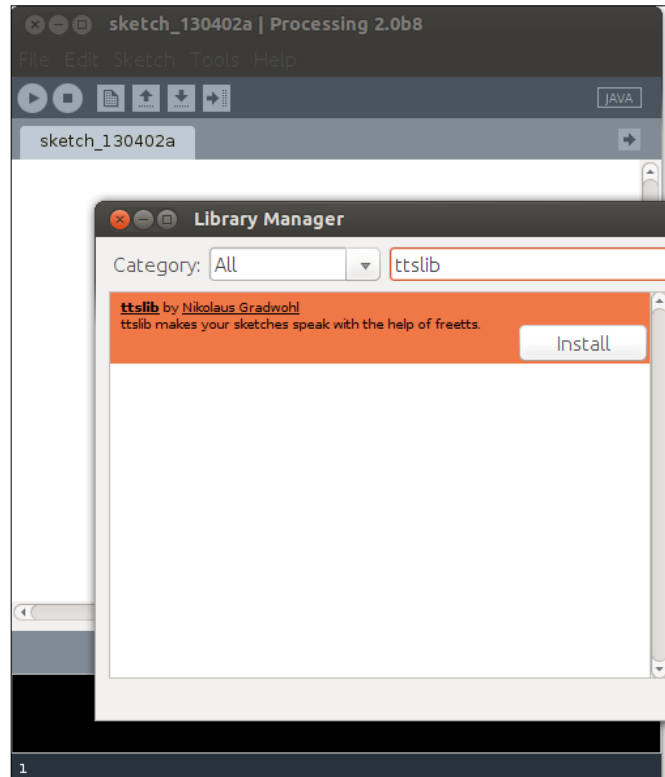 sketch_130402a | Processing 2.0b8
File Edit Sketch Tools Help
JAVA
sketch_130402a
Library Manager
Category: All ttslib
ttslib by Nikolaus Gradwohl
ttslib makes your sketches speak with the help of freetts.
Install
1